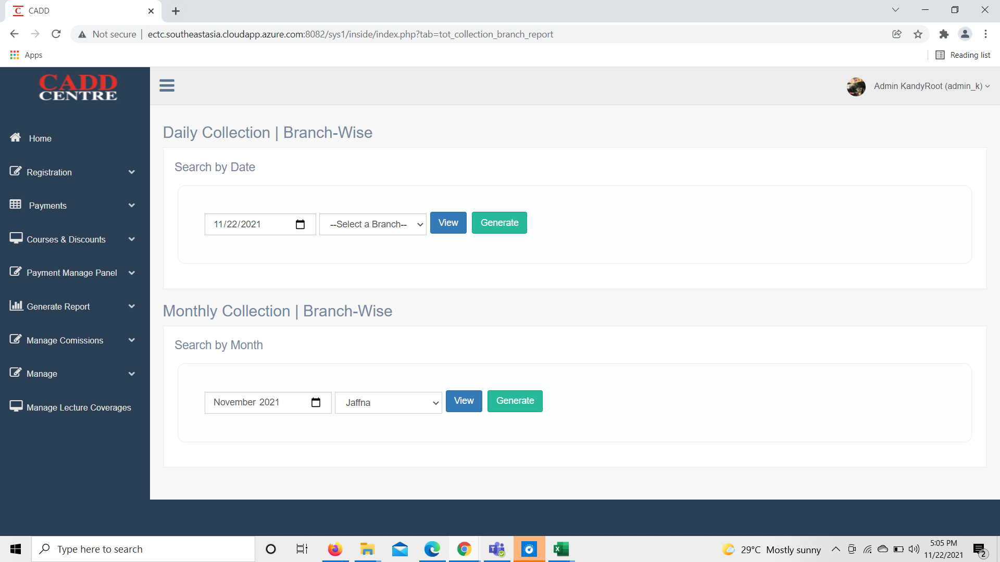 C CADD
Not secure | ectc.southeastasia.cloudapp.azure.com:8082/sys1/inside/index.php?tab=tot_collection_branch_report
Apps
Reading list
CADD
CENTRE
Admin KandyRoot (admin_k)
Home
Registration
Payments
Courses & Discounts
Payment Manage Panel
Generate Report
Manage Comissions
Manage
Manage Lecture Coverages
Daily Collection | Branch-Wise
Search by Date
11/22/2021 --Select a Branch-- View Generate
Monthly Collection | Branch-Wise
Search by Month
November 2021 Jaffna View Generate
Type here to search
29°C Mostly sunny
5:05 PM
11/22/2021
2